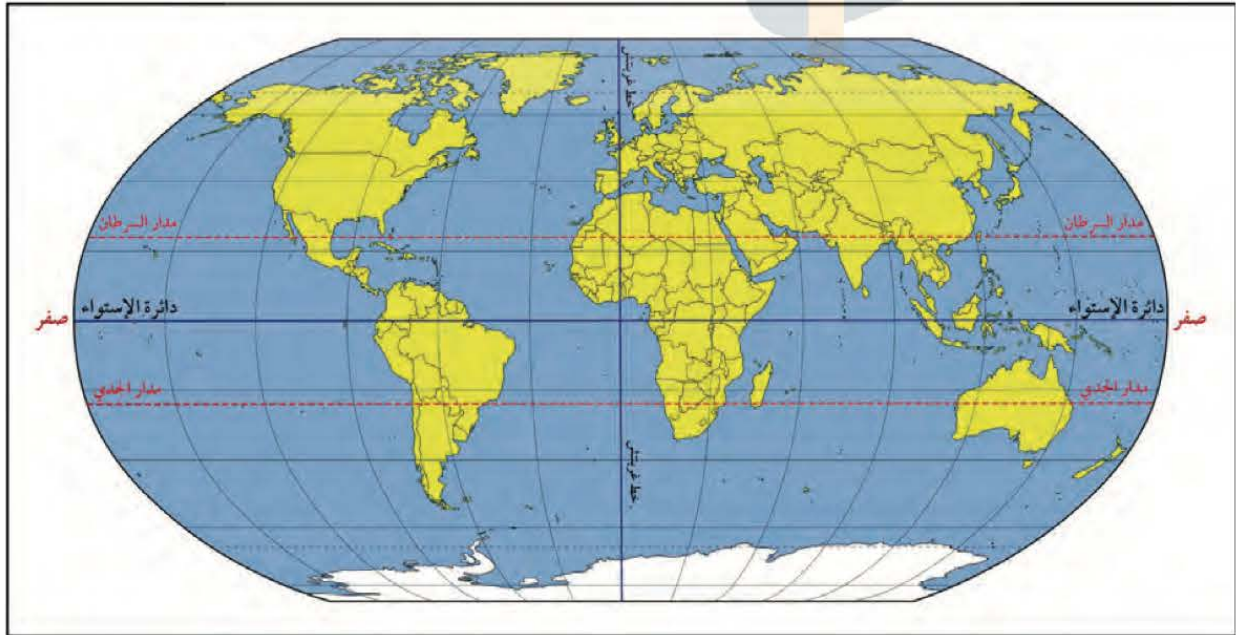 خط غرينتش
مدار السرطان
مدار السرطان
دائرة الإستواء
دائرة الإستواء
صفر
صفر
مدار الجدي
مدار الجدي
خط غرينتش